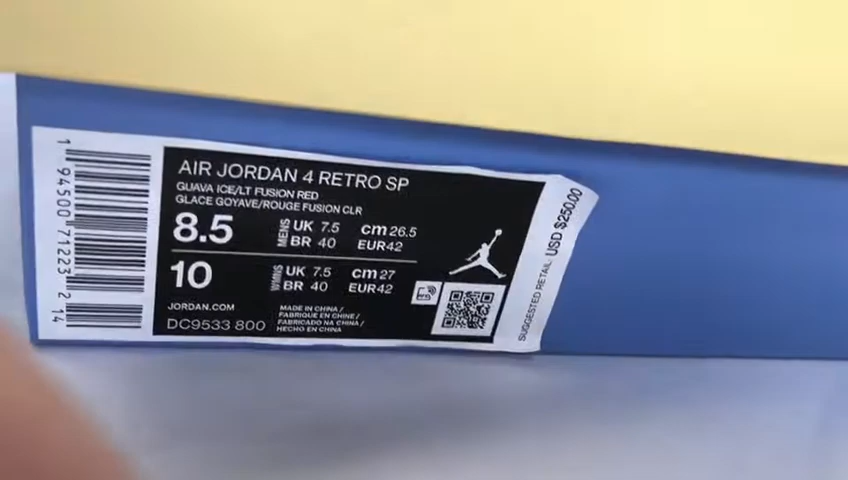 AIR JORDAN 4 RETRO SP
GUAVA ICE/LT FUSION RED
GLACE GOYAVE/ROUGE FUSION CLR
8.5 MENS UK 7.5 cm 26.5
BR 40 EUR42
10 WMNS UK 7.5 cm 27
BR 40 EUR42
JORDAN.COM
DC9533 800
MADE IN CHINA/
FABRIQUE EN CHINE/
FABRICADO NA CHINA/
HECHO EN CHINA
1 94500 71223 2 14
SUGGESTED RETAIL: USD $250.00